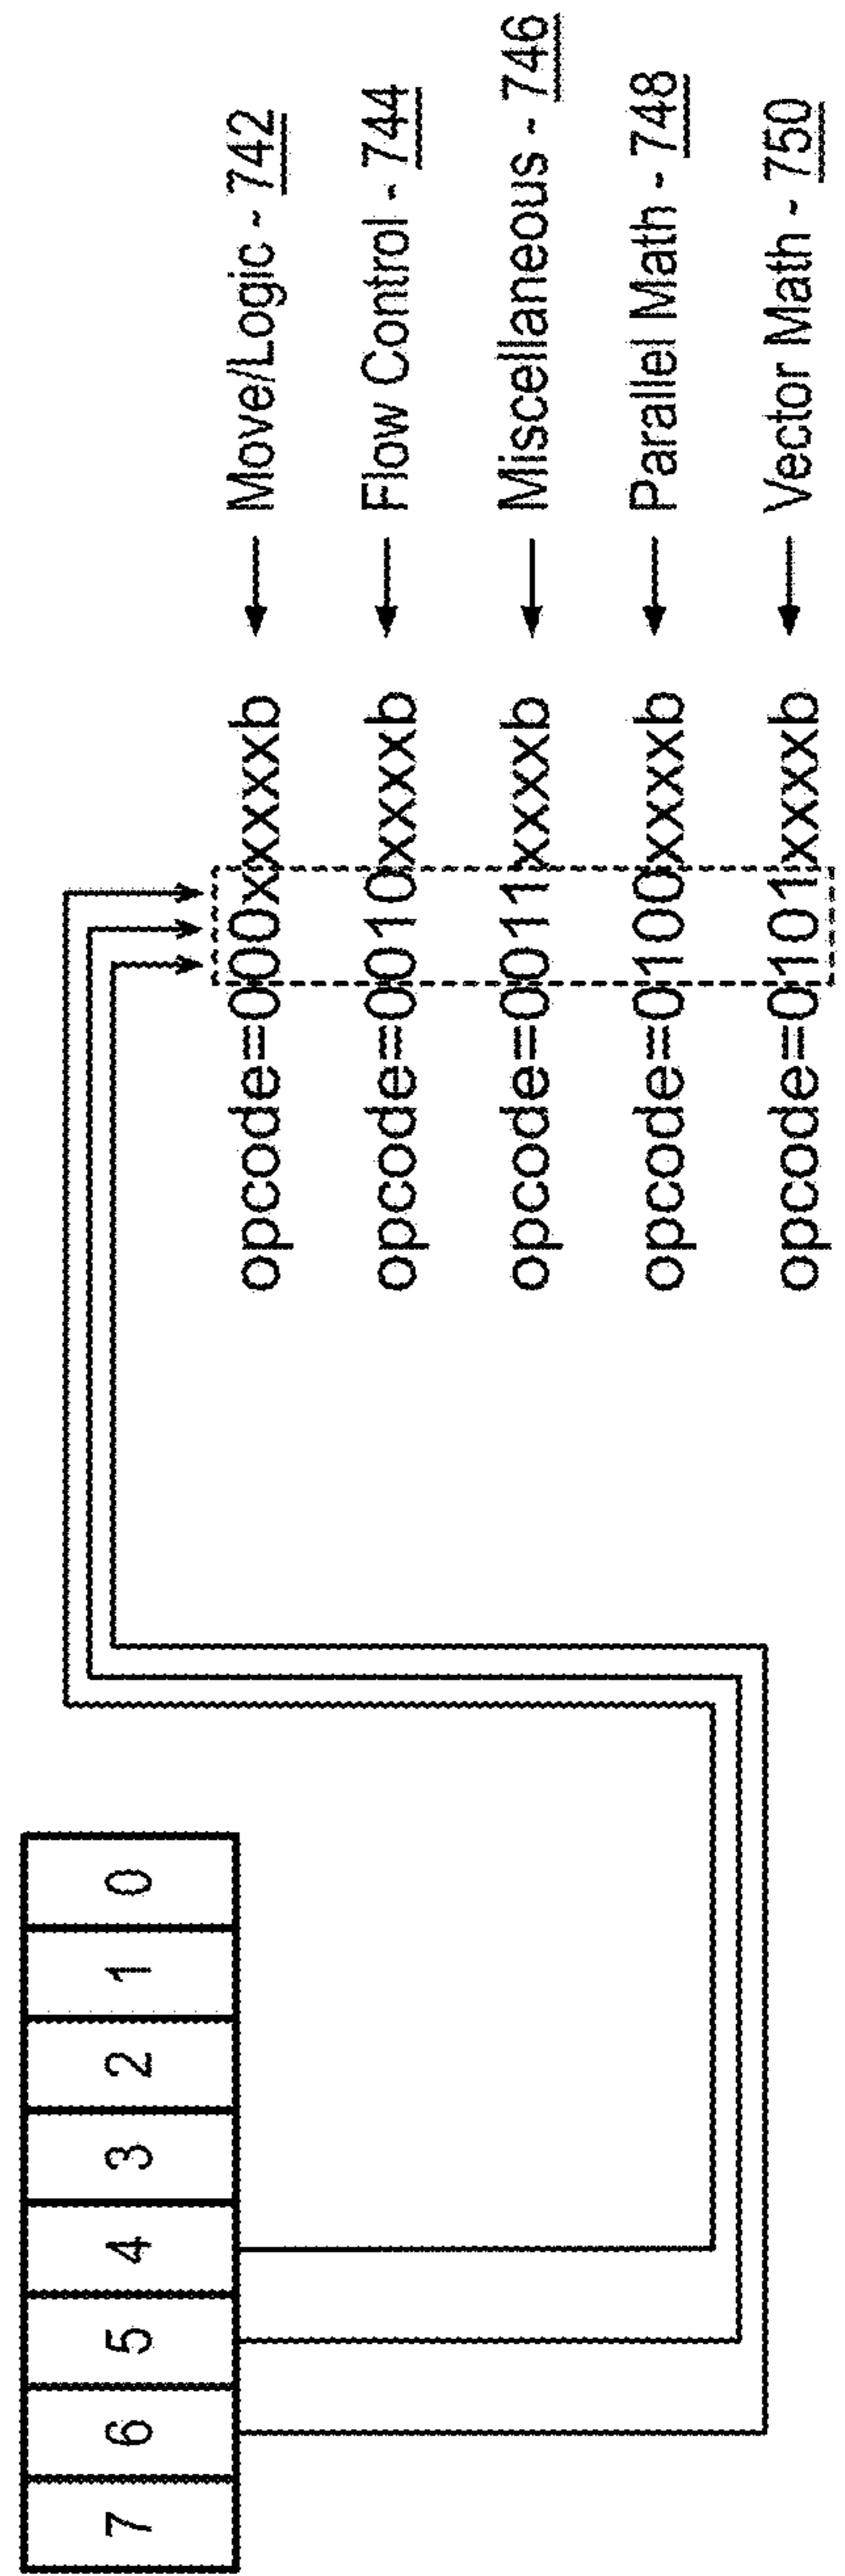 7 6 5 4 3 2 1 0
opcode=000xxxxxb Move/Logic - 742
opcode=0010xxxxb Flow Control - 744
opcode=0011xxxxb Miscellaneous - 746
opcode=0100xxxxb Parallel Math - 748
opcode=0101xxxxb Vector Math - 750